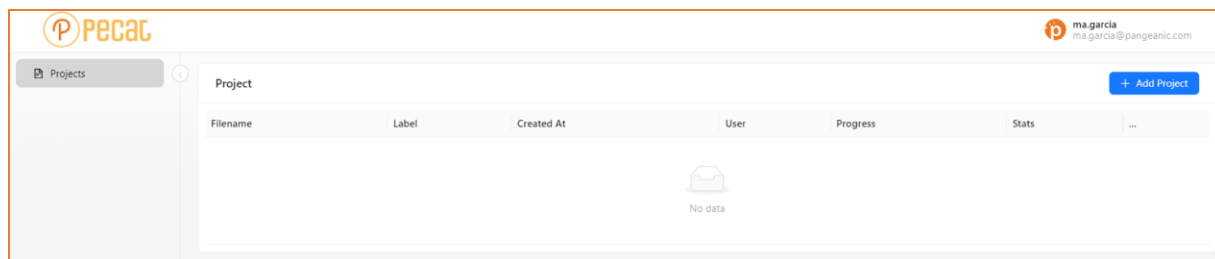 PECAT
ma.garcia
ma.garcia@pangeanic.com
Projects
Project
+ Add Project
Filename Label Created At User Progress Stats ...
No data